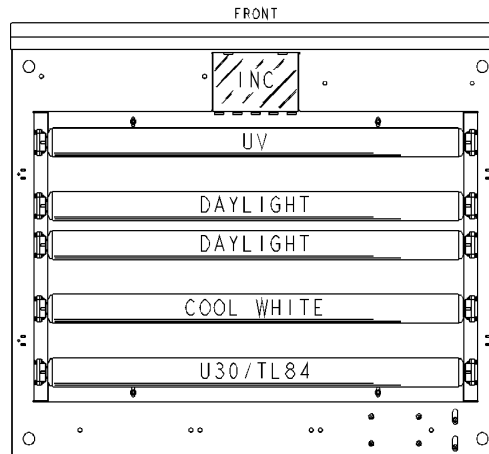 FRONT
INC
UV
DAYLIGHT
DAYLIGHT
COOL WHITE
U30/TL84